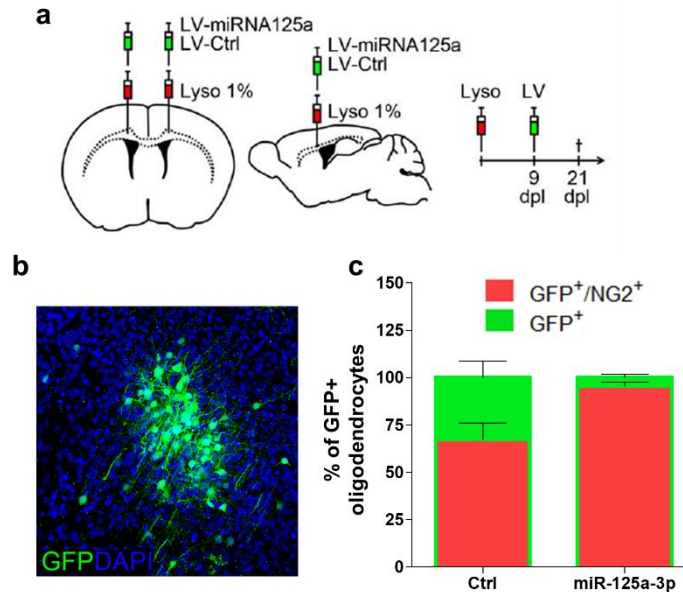 a
LV-miRNA125a
LV-Ctrl
Lyso 1%
LV-miRNA125a
LV-Ctrl
Lyso 1%
Lyso LV
†
9 21
dpl dpl
b
GFPDAPI
c
GFP⁺/NG2⁺
GFP⁺
150
125
100
75
50
25
0
% of GFP+
oligodendrocytes
Ctrl miR-125a-3p